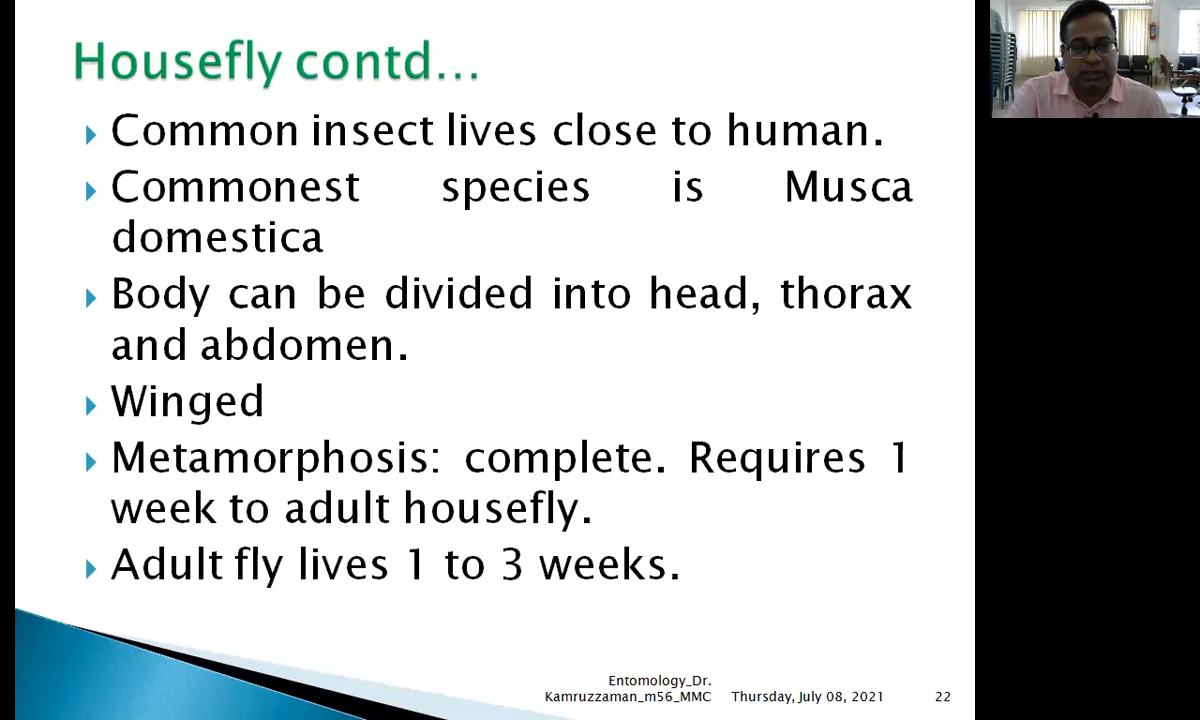 Housefly contd...
Common insect lives close to human.
Commonest species is Musca
domestica
Body can be divided into head, thorax
and abdomen.
Winged
Metamorphosis: complete. Requires 1
week to adult housefly.
Adult fly lives 1 to 3 weeks.
Entomology_Dr.
Kamruzzaman_m56_MMC Thursday, July 08, 2021 22